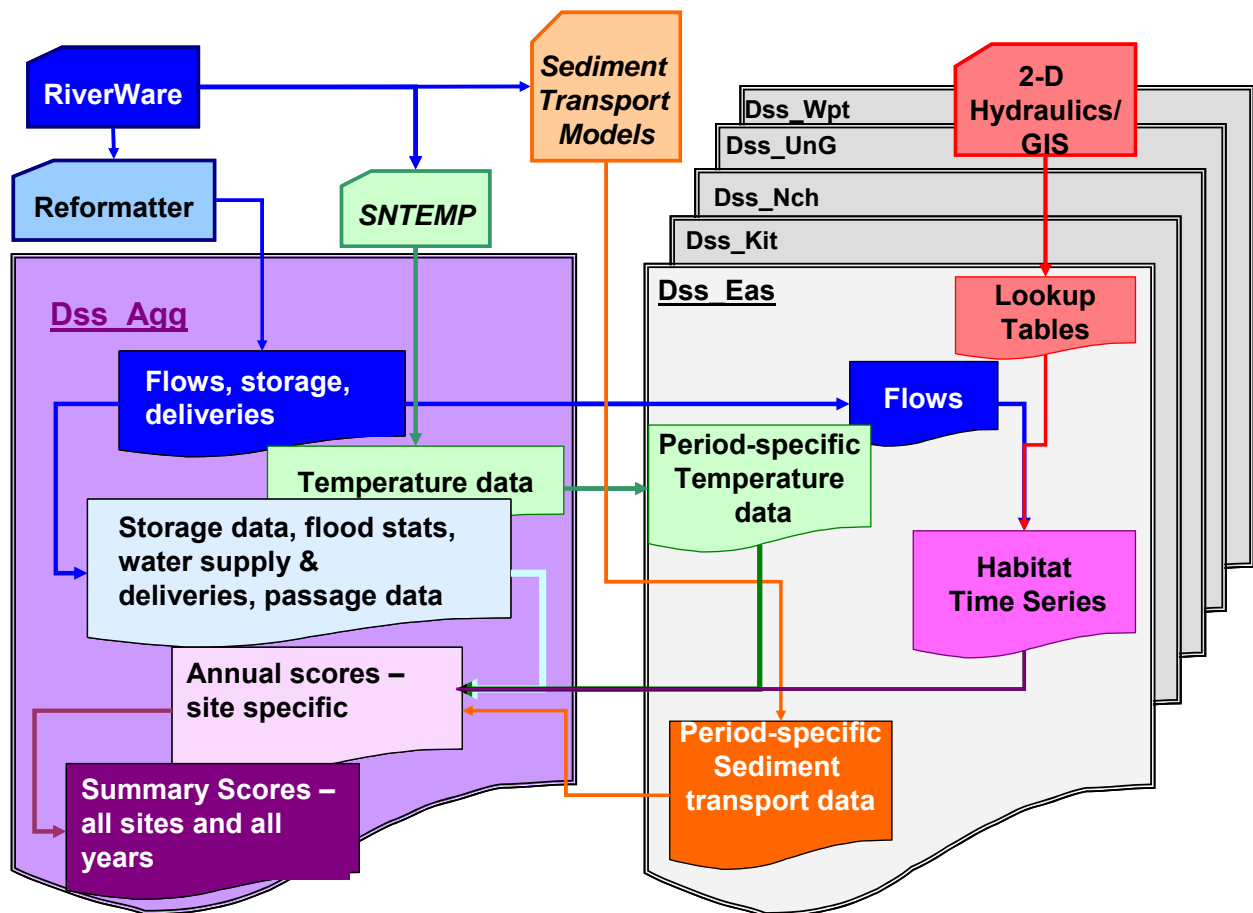 RiverWare
Reformatter
SNTEMP
Sediment
Transport
Models
2-D
Hydraulics/
GIS
Dss_Wpt
Dss_UnG
Dss_Nch
Dss_Kit
Dss_Eas
Lookup
Tables
Flows
Period-specific
Temperature
data
Habitat
Time Series
Period-specific
Sediment
transport data
Dss_Agg
Flows, storage,
deliveries
Temperature data
Storage data, flood stats,
water supply &
deliveries, passage data
Annual scores –
site specific
Summary Scores –
all sites and all
years